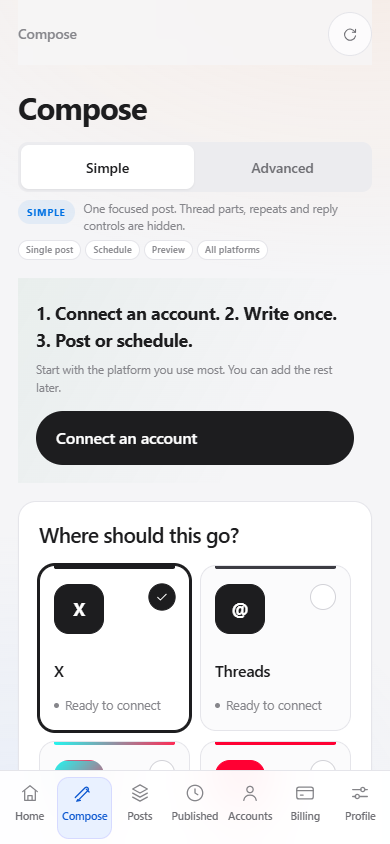 Compose
Compose
Simple
Advanced
SIMPLE
One focused post. Thread parts, repeats and reply
controls are hidden.
Single post
Schedule
Preview
All platforms
1. Connect an account. 2. Write once.
3. Post or schedule.
Start with the platform you use most. You can add the rest
later.
Connect an account
Where should this go?
X
@
X
Threads
Ready to connect
Ready to connect
Home
Compose
Posts
Published
Accounts
Billing
Profile